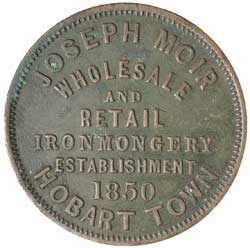 JOSEPH MOIR
WHOLESALE
AND
RETAIL
IRONMONGERY
ESTABLISHMENT
1850
HOBART TOWN